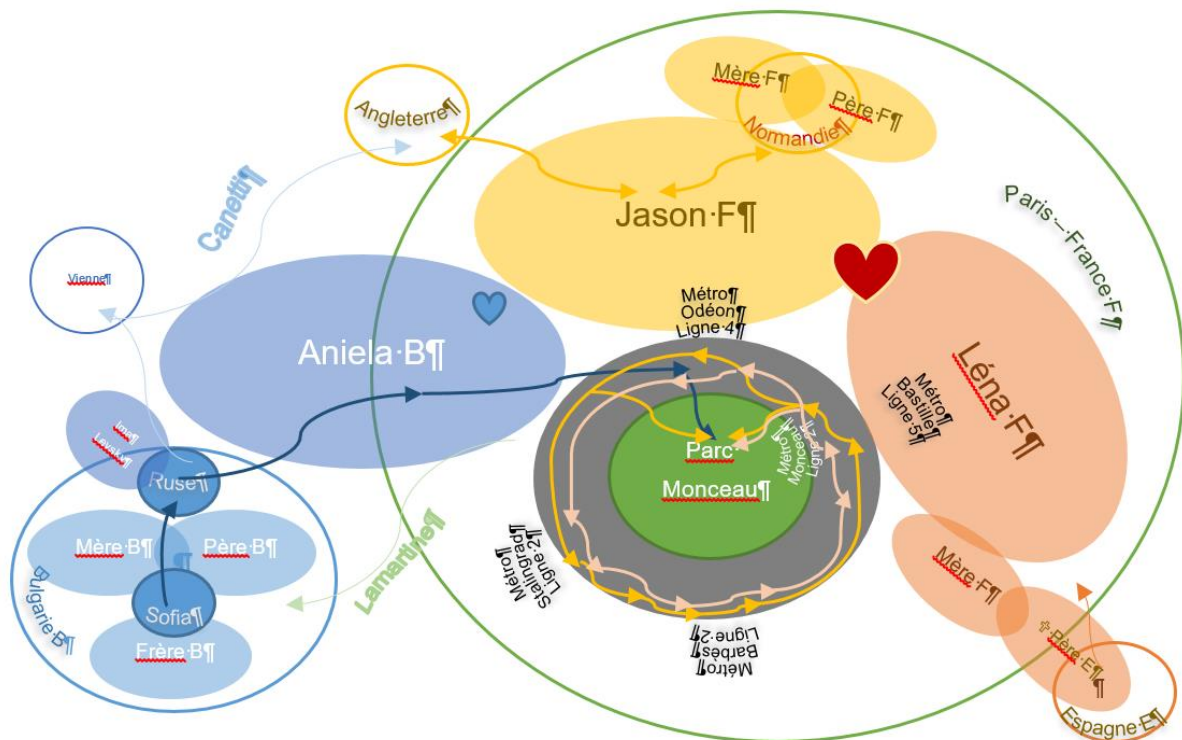 Mère·F¶
Père·F¶
Normandie¶
Angleterre¶
Canetti¶
Jason·F¶
Paris·–·France·F¶
Vienne¶
Métro¶
Odéon¶
Ligne·4¶
Aniela·B¶
Léna·F¶
Métro¶
Bastille¶
Ligne·5¶
Ruse¶
Parc·
Monceau¶
Métro¶
Monceau¶
Ligne·2¶
Mère·B¶
Père·B¶
¶
Sofia¶
Frère·B¶
Bulgarie·B¶
Lamartine¶
Métro¶
Stalingrad¶
Ligne·2¶
Métro¶
Barbès¶
Ligne·2¶
Mère·F¶
✞·Père·E¶
¶
Espagne·E¶